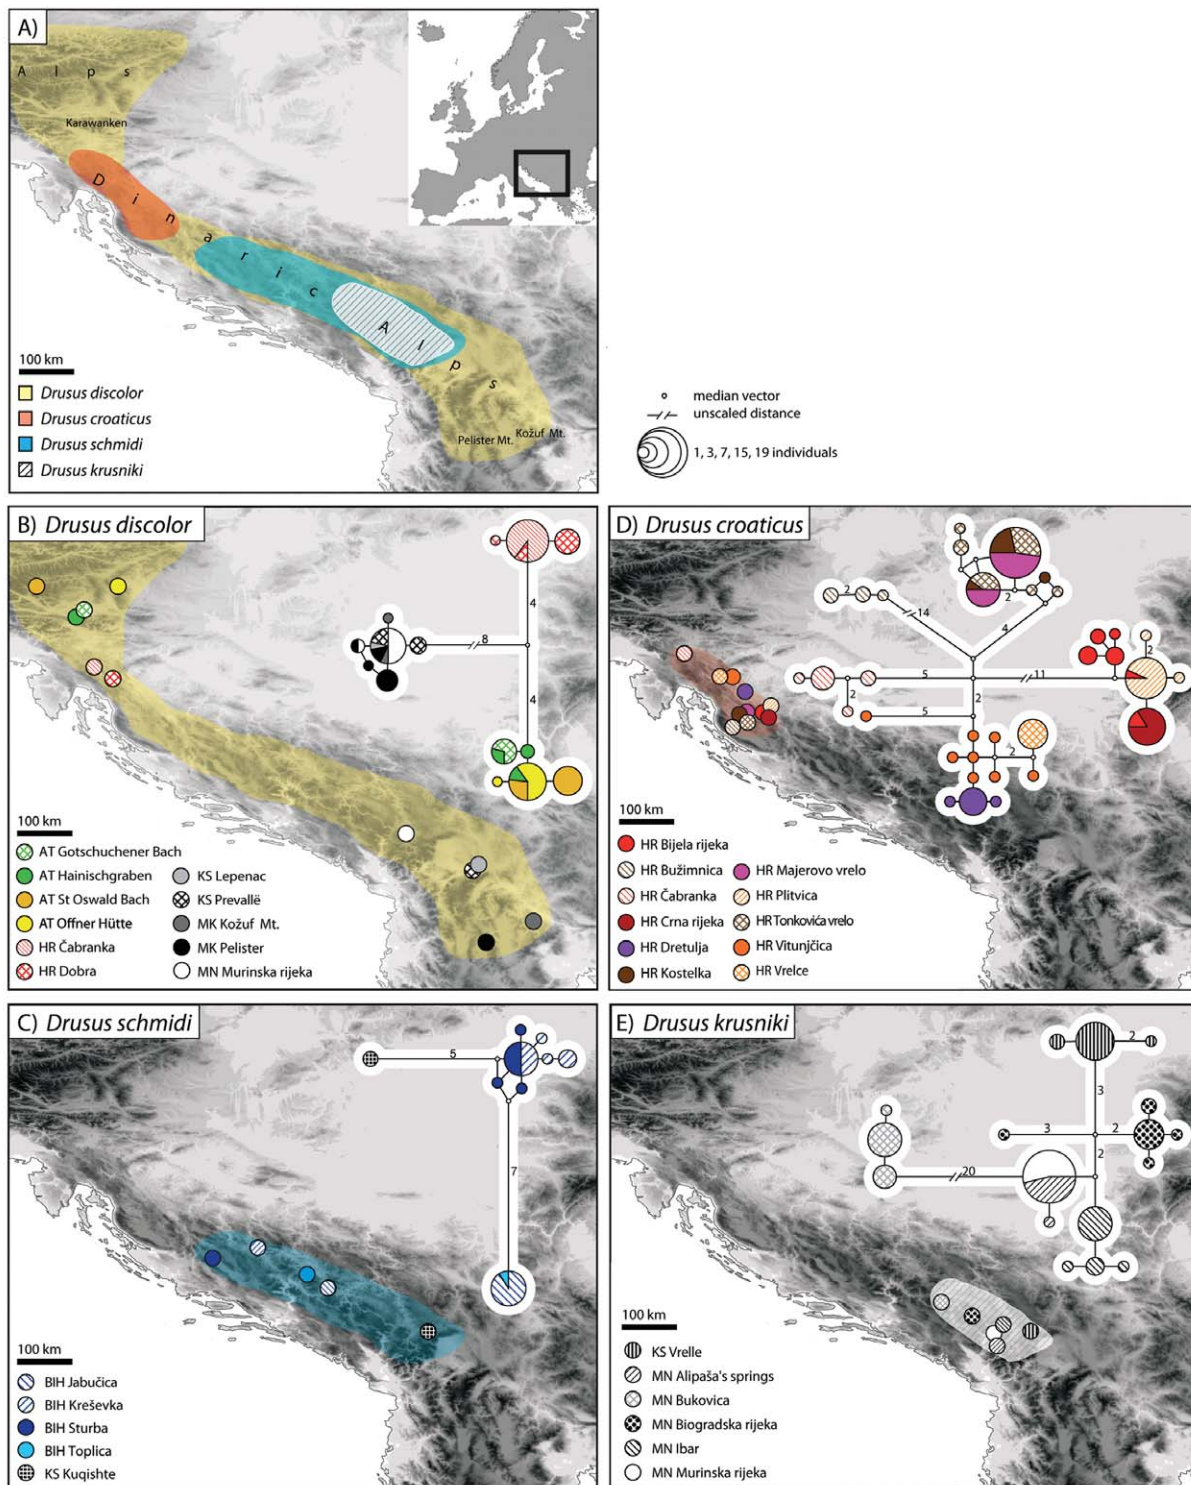 A)
A l p s
Karawanken
D i n a r i c
A l p s
Pelister Mt.
Kožuf Mt.
100 km
Drusus discolor
Drusus croaticus
Drusus schmidi
Drusus krusniki
median vector
unscaled distance
1, 3, 7, 15, 19 individuals
B) Drusus discolor
4
8
4
100 km
AT Gotschuchener Bach
AT Hainischgraben
AT St Oswald Bach
AT Offner Hütte
HR Čabranka
HR Dobra
KS Lepenac
KS Prevallë
MK Kožuf Mt.
MK Pelister
MN Murinska rijeka
D) Drusus croaticus
2
14
2
4
2
5
11
2
5
2
2
100 km
HR Bijela rijeka
HR Bužimnica
HR Čabranka
HR Crna rijeka
HR Dretulja
HR Kostelka
HR Majerovo vrelo
HR Plitvica
HR Tonkovića vrelo
HR Vitunjčica
HR Vrelce
C) Drusus schmidi
5
7
100 km
BIH Jabučica
BIH Kreševka
BIH Sturba
BIH Toplica
KS Kuqishte
E) Drusus krusniki
2
3
3
2
2
20
100 km
KS Vrelle
MN Alipaša's springs
MN Bukovica
MN Biogradska rijeka
MN Ibar
MN Murinska rijeka